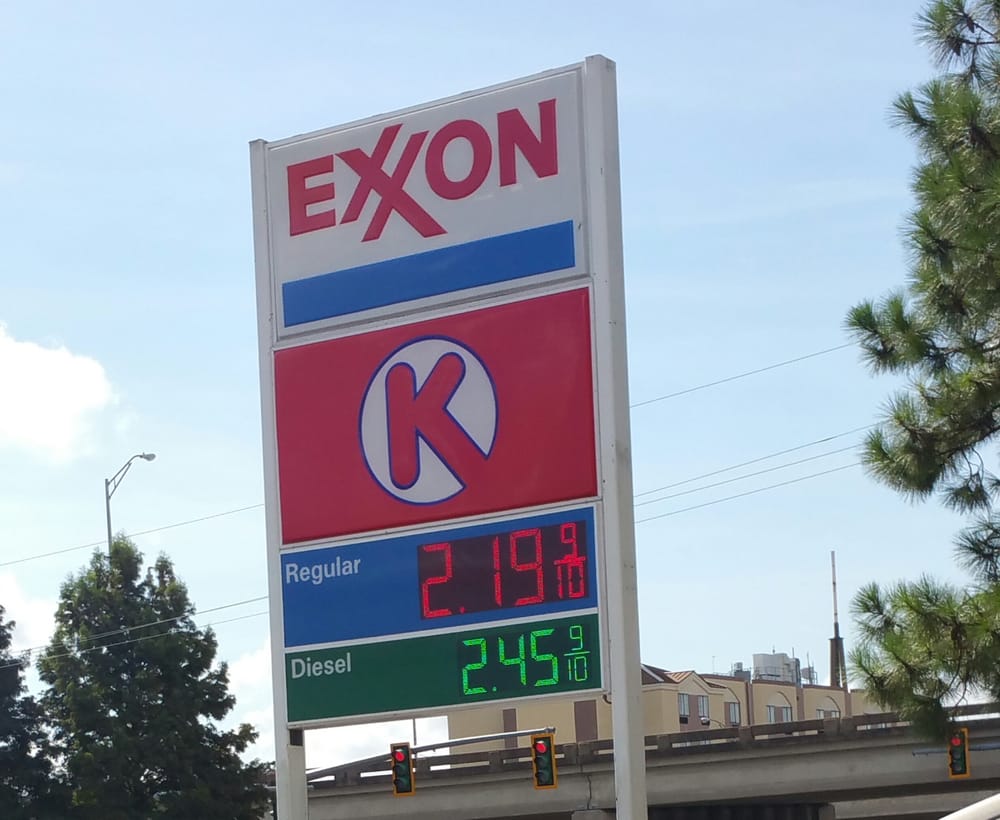 EXXON
K
Regular 2.19 9/10
Diesel 2.45 9/10